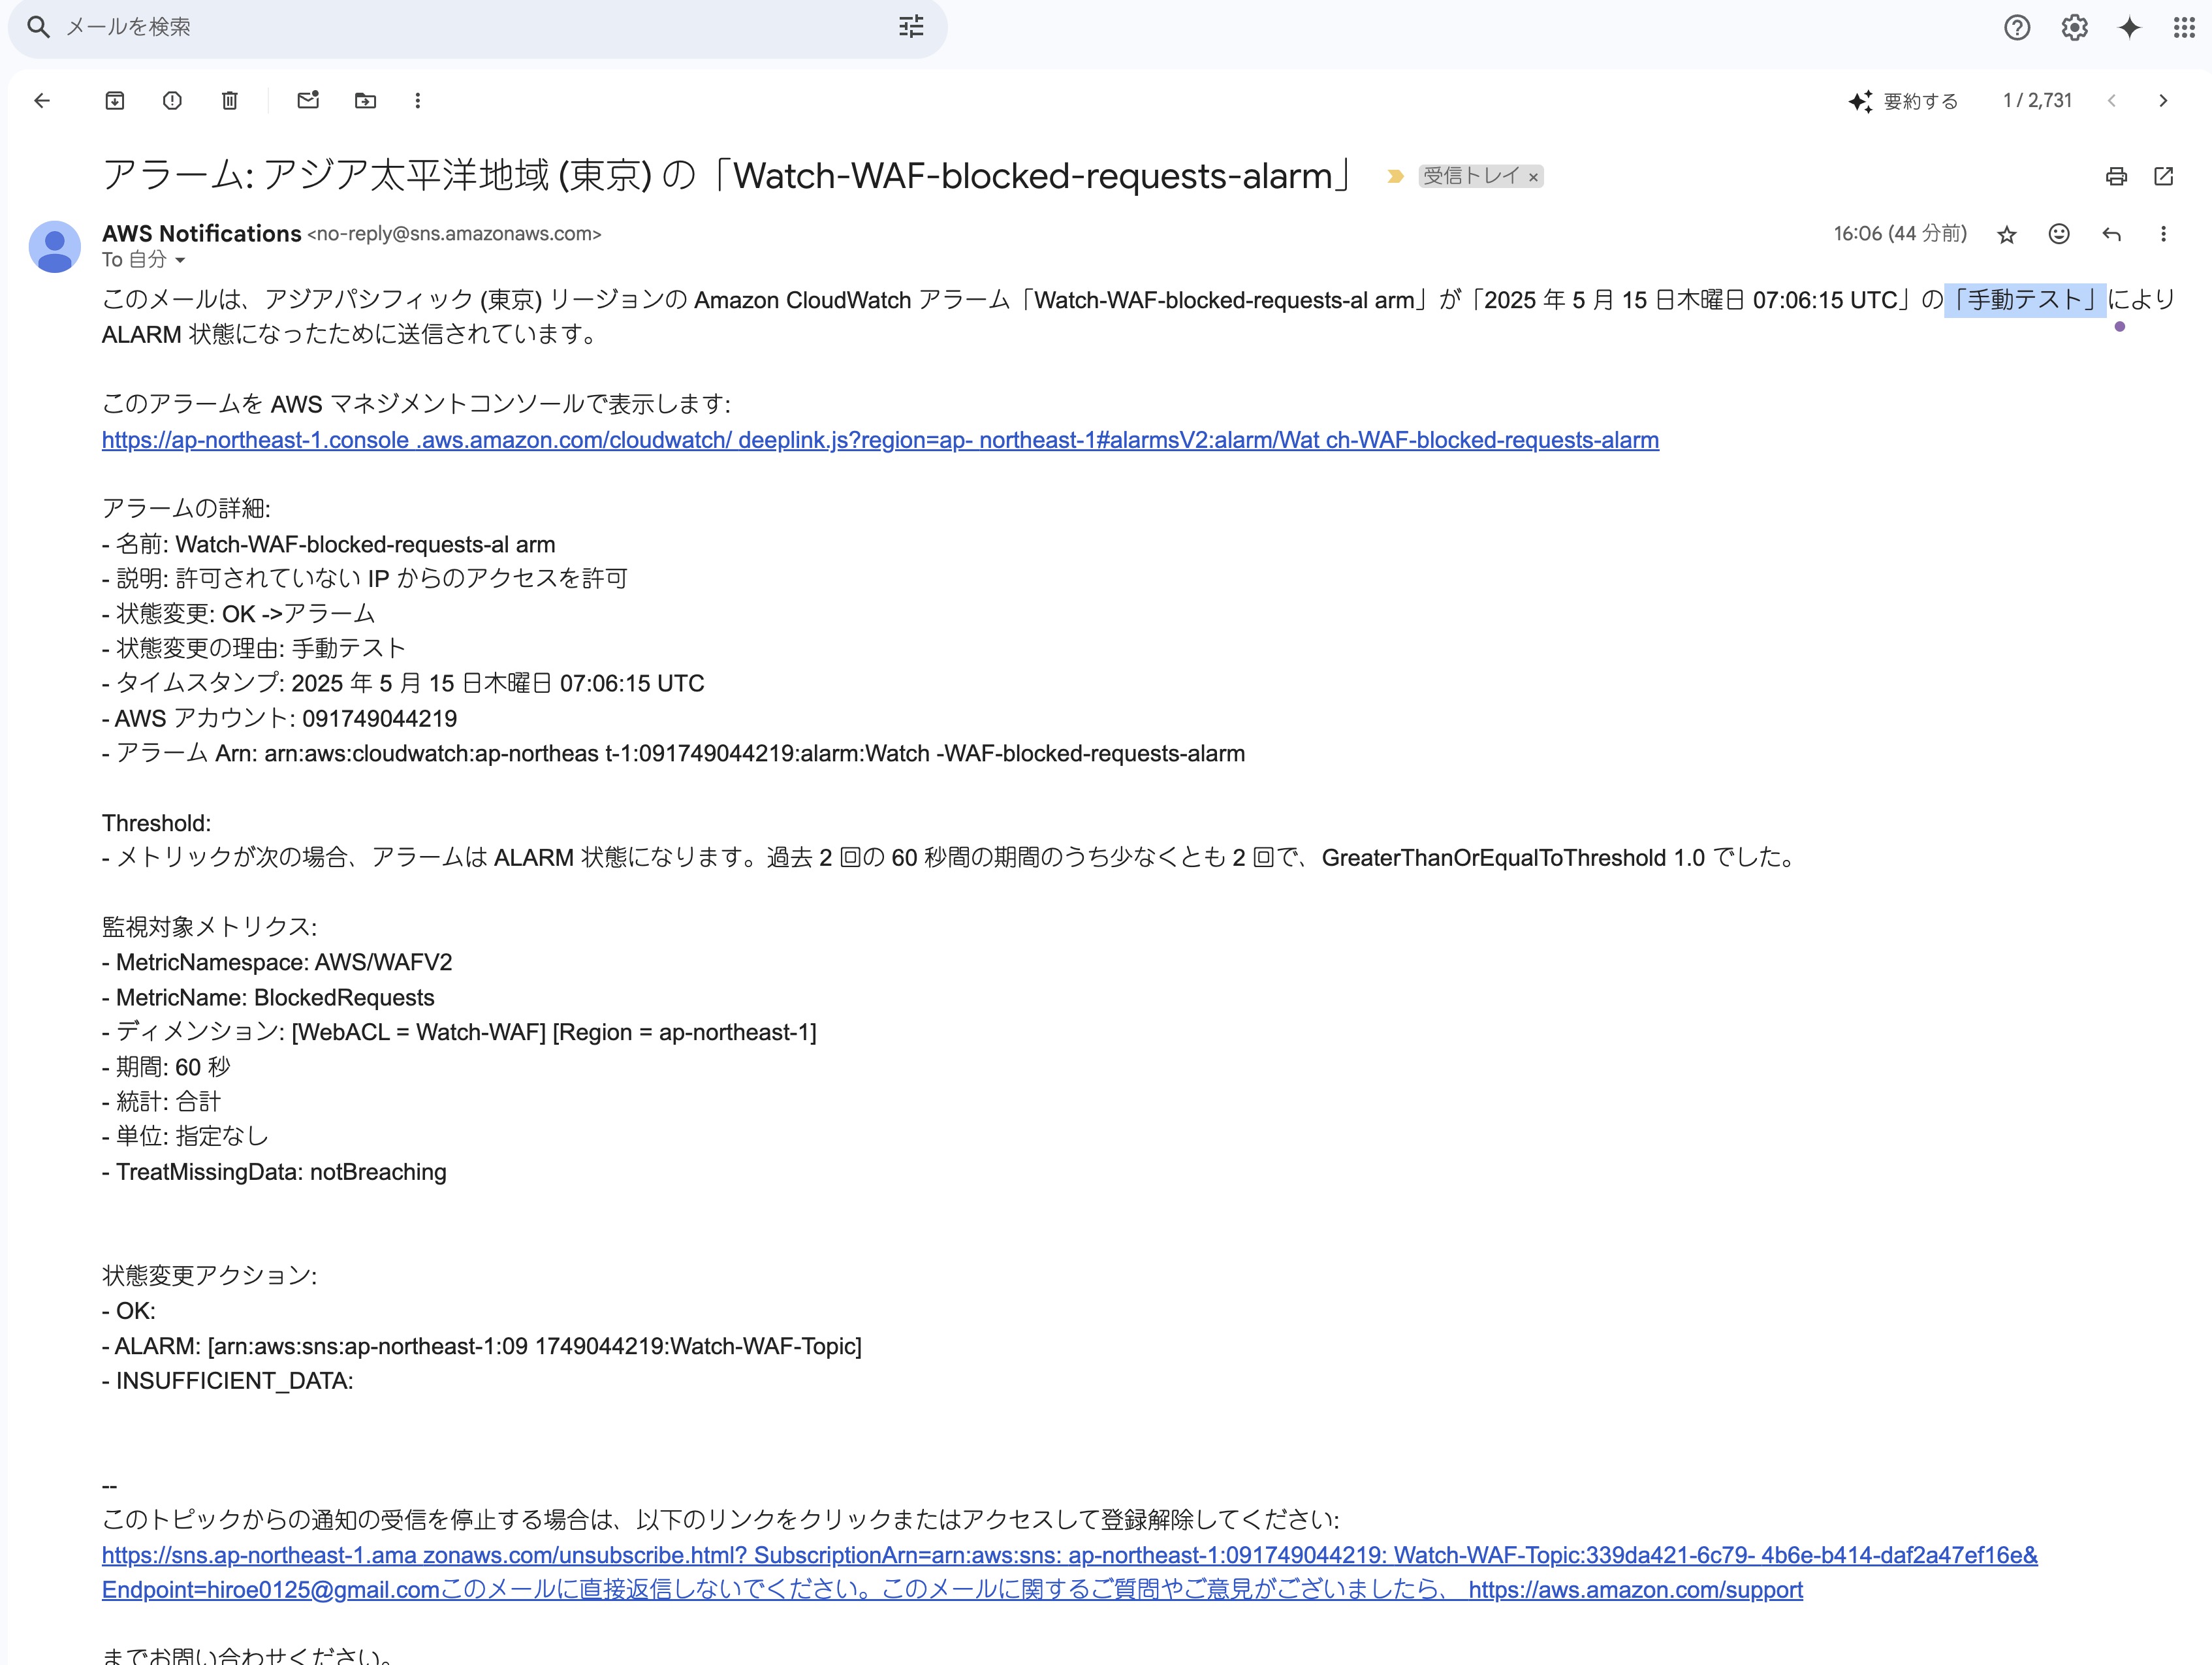 メールを検索
要約する
1 / 2,731
アラーム: アジア太平洋地域 (東京) の「Watch-WAF-blocked-requests-alarm」
受信トレイ ×
AWS Notifications <no-reply@sns.amazonaws.com>
16:06 (44 分前)
To 自分
このメールは、アジアパシフィック (東京) リージョンの Amazon CloudWatch アラーム「Watch-WAF-blocked-requests-al arm」が「2025 年 5 月 15 日木曜日 07:06:15 UTC」の「手動テスト」により
ALARM 状態になったために送信されています。
このアラームを AWS マネジメントコンソールで表示します:
https://ap-northeast-1.console .aws.amazon.com/cloudwatch/ deeplink.js?region=ap- northeast-1#alarmsV2:alarm/Wat ch-WAF-blocked-requests-alarm
アラームの詳細:
- 名前: Watch-WAF-blocked-requests-al arm
- 説明: 許可されていない IP からのアクセスを許可
- 状態変更: OK ->アラーム
- 状態変更の理由: 手動テスト
- タイムスタンプ: 2025 年 5 月 15 日木曜日 07:06:15 UTC
- AWS アカウント: 091749044219
- アラーム Arn: arn:aws:cloudwatch:ap-northeas t-1:091749044219:alarm:Watch -WAF-blocked-requests-alarm
Threshold:
- メトリックが次の場合、アラームは ALARM 状態になります。過去 2 回の 60 秒間の期間のうち少なくとも 2 回で、GreaterThanOrEqualToThreshold 1.0 でした。
監視対象メトリクス:
- MetricNamespace: AWS/WAFV2
- MetricName: BlockedRequests
- ディメンション: [WebACL = Watch-WAF] [Region = ap-northeast-1]
- 期間: 60 秒
- 統計: 合計
- 単位: 指定なし
- TreatMissingData: notBreaching
状態変更アクション:
- OK:
- ALARM: [arn:aws:sns:ap-northeast-1:09 1749044219:Watch-WAF-Topic]
- INSUFFICIENT_DATA:
--
このトピックからの通知の受信を停止する場合は、以下のリンクをクリックまたはアクセスして登録解除してください:
https://sns.ap-northeast-1.ama zonaws.com/unsubscribe.html? SubscriptionArn=arn:aws:sns: ap-northeast-1:091749044219: Watch-WAF-Topic:339da421-6c79- 4b6e-b414-daf2a47ef16e&
Endpoint=hiroe0125@gmail.comこのメールに直接返信しないでください。このメールに関するご質問やご意見がございましたら、 https://aws.amazon.com/support
までお問い合わせください。